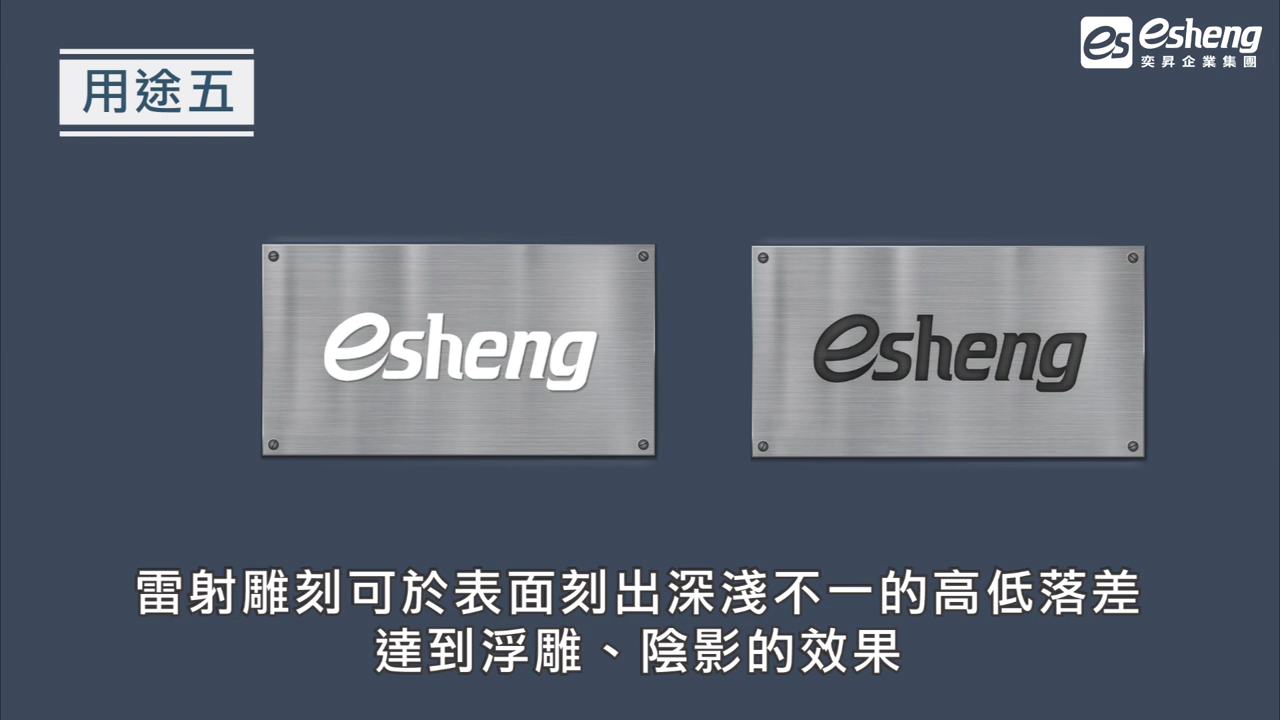 用途五
es esheng
奕昇企業集團
esheng
esheng
雷射雕刻可於表面刻出深淺不一的高低落差
達到浮雕、陰影的效果